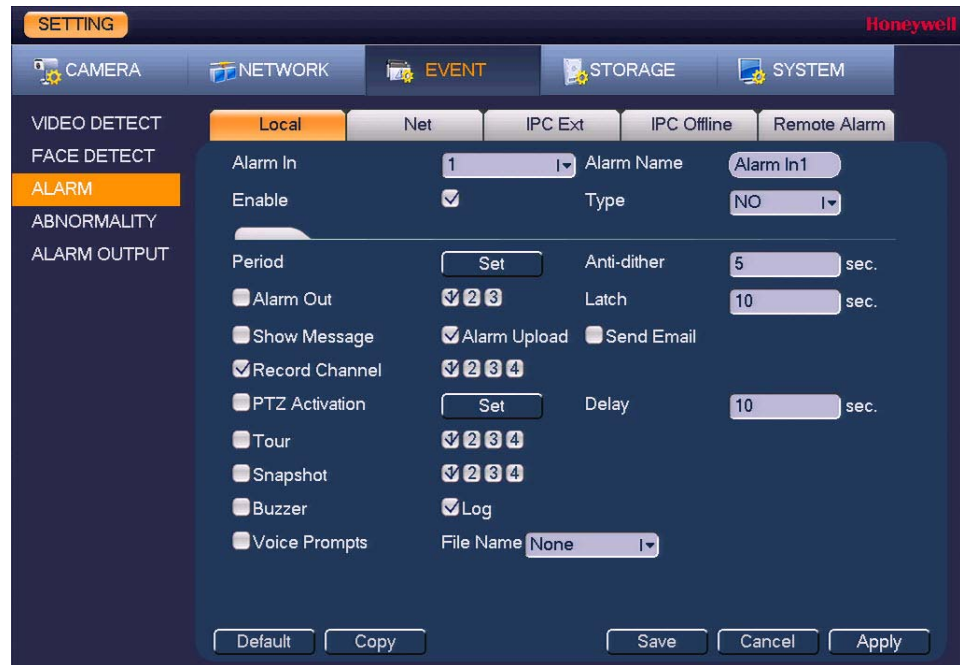 SETTING Honeywell
CAMERA NETWORK EVENT STORAGE SYSTEM
VIDEO DETECT
FACE DETECT
ALARM
ABNORMALITY
ALARM OUTPUT
Local Net IPC Ext IPC Offline Remote Alarm
Alarm In 1 Alarm Name Alarm In1
Enable Type NO
Period Set Anti-dither 5 sec.
Alarm Out 1 2 3 Latch 10 sec.
Show Message Alarm Upload Send Email
Record Channel 1 2 3 4
PTZ Activation Set Delay 10 sec.
Tour 1 2 3 4
Snapshot 1 2 3 4
Buzzer Log
Voice Prompts File Name None
Default Copy Save Cancel Apply